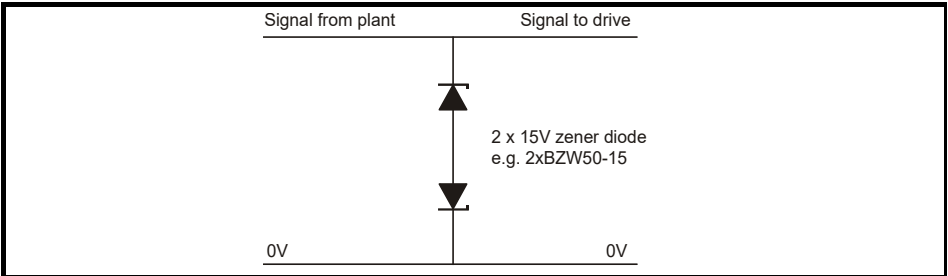 Signal from plant Signal to drive
2 x 15V zener diode
e.g. 2xBZW50-15
0V 0V